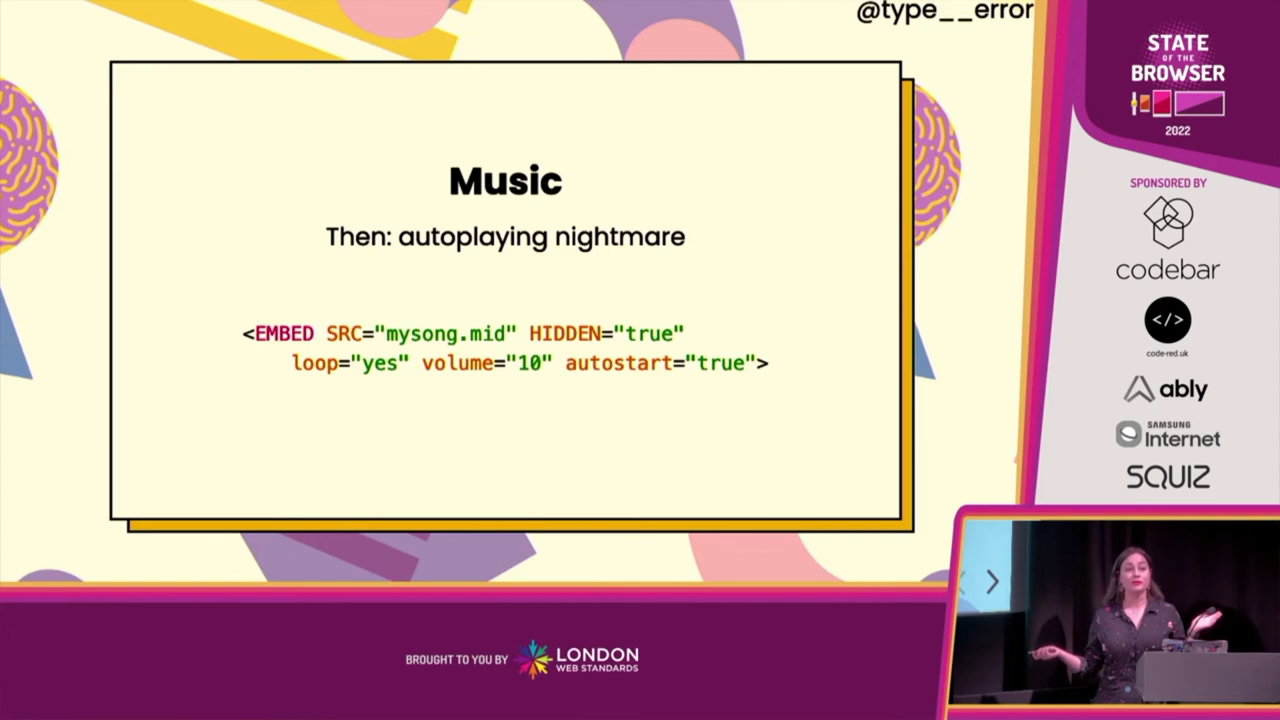 @type__error
Music
Then: autoplaying nightmare
<EMBED SRC="mysong.mid" HIDDEN="true"
loop="yes" volume="10" autostart="true">
STATE
OF THE
BROWSER
2022
SPONSORED BY
codebar
</>
code-red.uk
ably
SAMSUNG
Internet
SQUIZ
BROUGHT TO YOU BY
LONDON
WEB STANDARDS